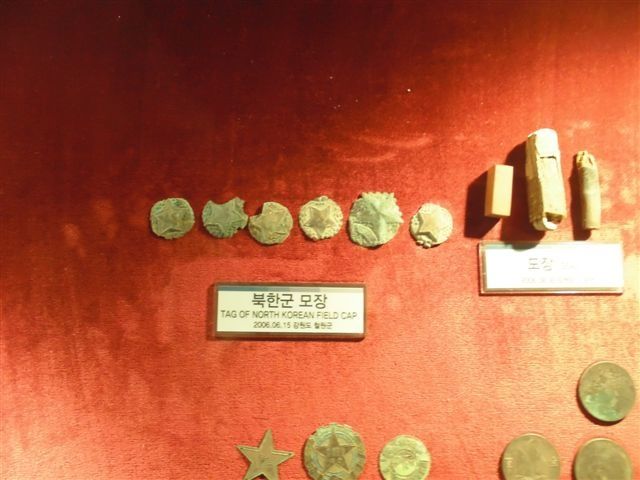 북한군 모장
TAG OF NORTH KOREAN FIELD CAP
2006.06.15 강원도 철원군
도장